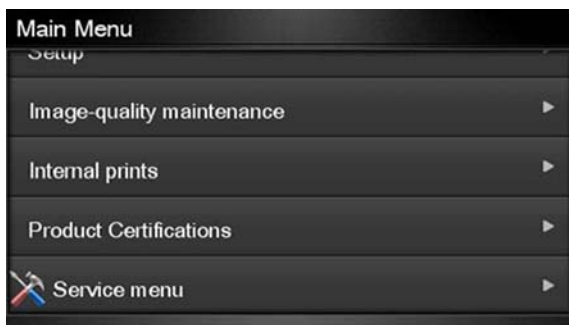 Main Menu
Setup
Image-quality maintenance
Internal prints
Product Certifications
Service menu